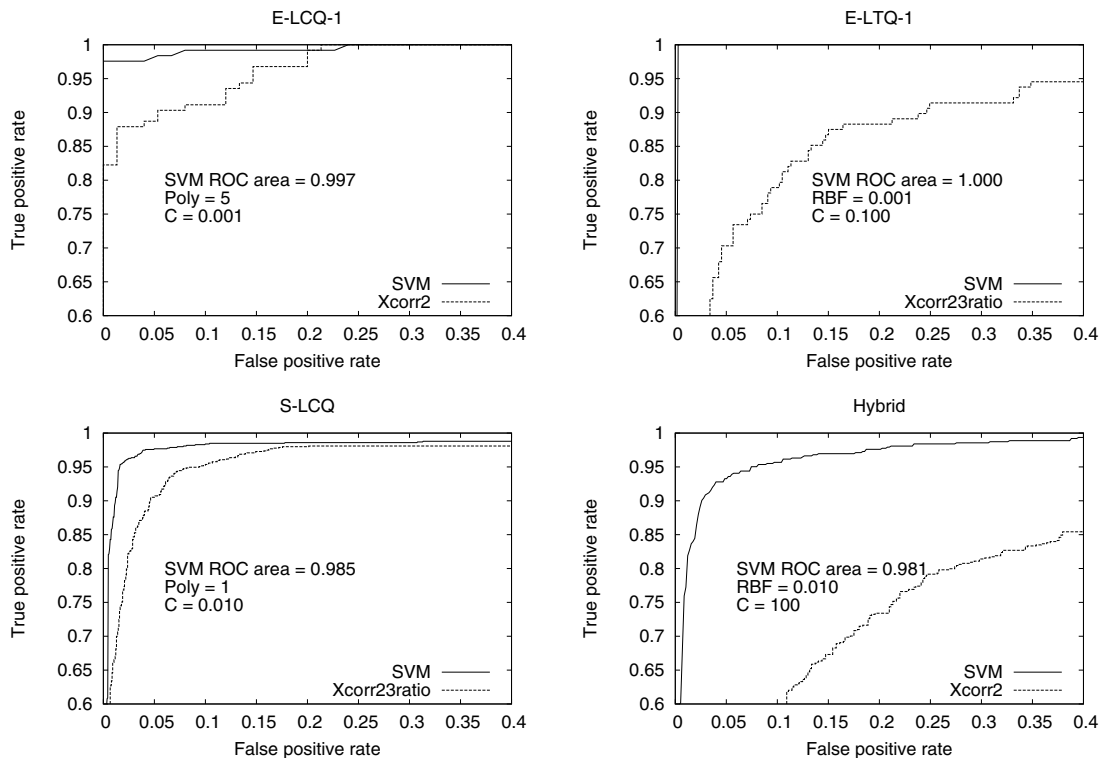 E-LCQ-1
True positive rate
1
0.95
0.9
0.85
0.8
0.75
0.7
0.65
0.6
SVM ROC area = 0.997
Poly = 5
C = 0.001
SVM
Xcorr2
0 0.05 0.1 0.15 0.2 0.25 0.3 0.35 0.4
False positive rate
E-LTQ-1
True positive rate
1
0.95
0.9
0.85
0.8
0.75
0.7
0.65
0.6
SVM ROC area = 1.000
RBF = 0.001
C = 0.100
SVM
Xcorr23ratio
0 0.05 0.1 0.15 0.2 0.25 0.3 0.35 0.4
False positive rate
S-LCQ
True positive rate
1
0.95
0.9
0.85
0.8
0.75
0.7
0.65
0.6
SVM ROC area = 0.985
Poly = 1
C = 0.010
SVM
Xcorr23ratio
0 0.05 0.1 0.15 0.2 0.25 0.3 0.35 0.4
False positive rate
Hybrid
True positive rate
1
0.95
0.9
0.85
0.8
0.75
0.7
0.65
0.6
SVM ROC area = 0.981
RBF = 0.010
C = 100
SVM
Xcorr2
0 0.05 0.1 0.15 0.2 0.25 0.3 0.35 0.4
False positive rate